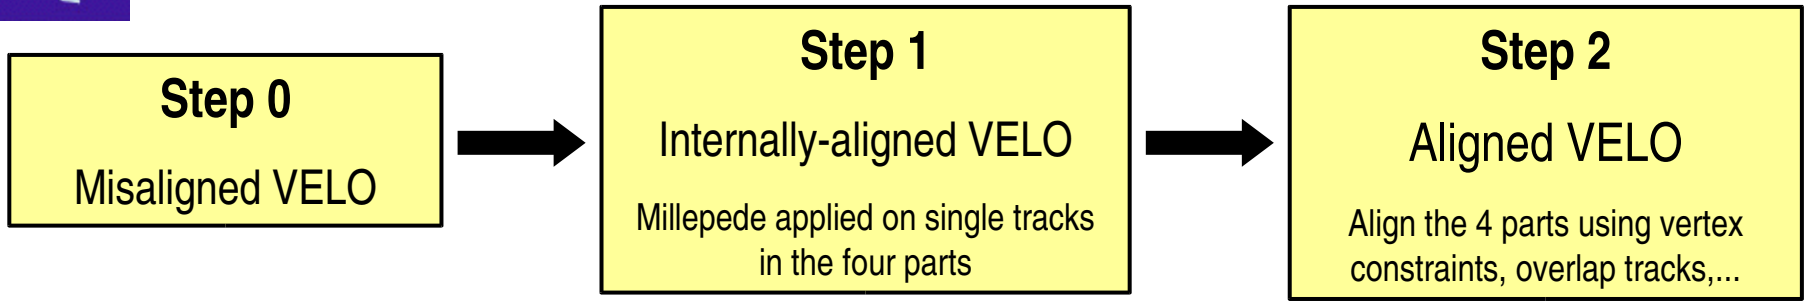 Step 0
Misaligned VELO
Step 1
Internally-aligned VELO
Millepede applied on single tracks
in the four parts
Step 2
Aligned VELO
Align the 4 parts using vertex
constraints, overlap tracks,...